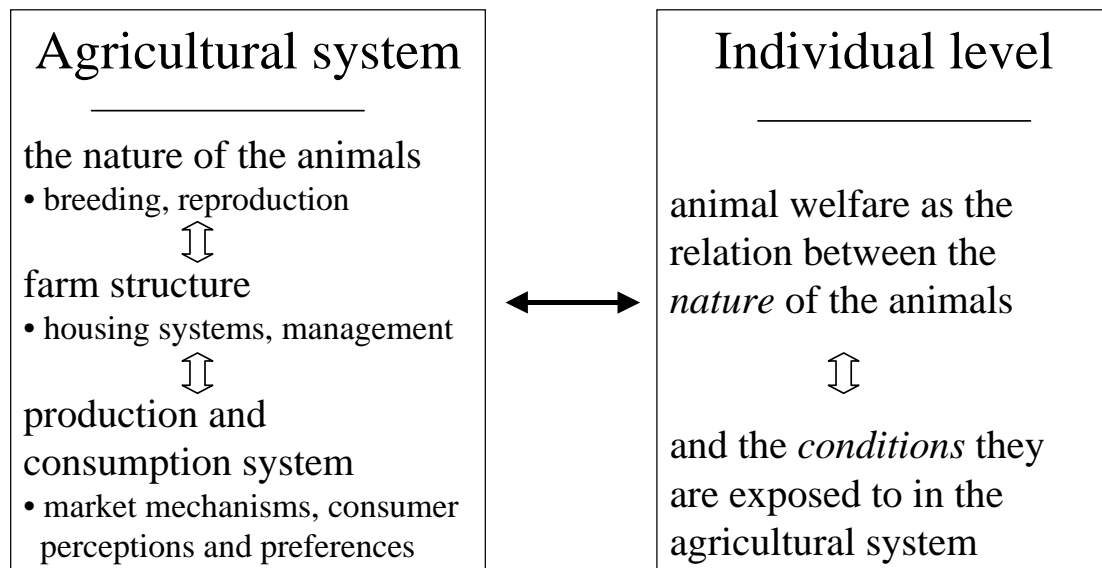 Agricultural system
the nature of the animals
• breeding, reproduction
farm structure
• housing systems, management
production and
consumption system
• market mechanisms, consumer
perceptions and preferences
Individual level
animal welfare as the
relation between the
nature of the animals
and the conditions they
are exposed to in the
agricultural system